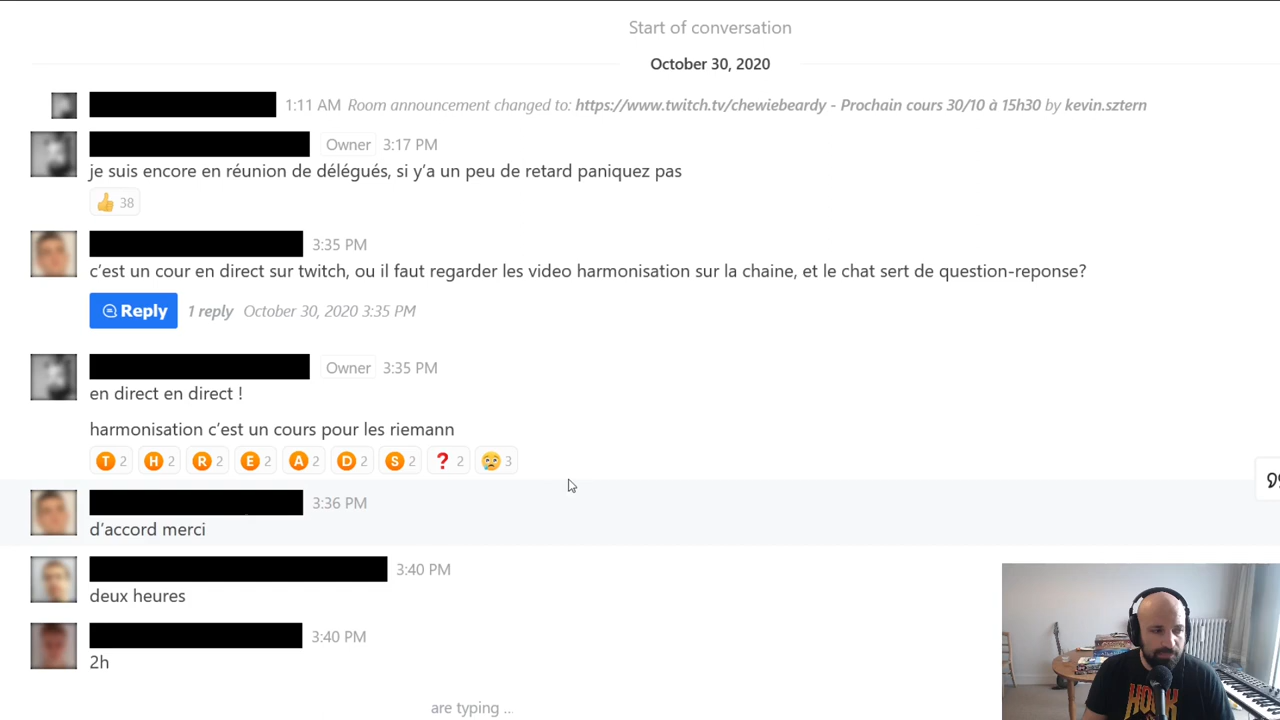 Start of conversation
October 30, 2020
1:11 AM Room announcement changed to: https://www.twitch.tv/chewiebeardy - Prochain cours 30/10 à 15h30 by kevin.sztern
Owner 3:17 PM
je suis encore en réunion de délégués, si y'a un peu de retard paniquez pas
38
3:35 PM
c'est un cour en direct sur twitch, ou il faut regarder les video harmonisation sur la chaine, et le chat sert de question-reponse?
Reply 1 reply October 30, 2020 3:35 PM
Owner 3:35 PM
en direct en direct !
harmonisation c'est un cours pour les riemann
T 2 H 2 R 2 E 2 A 2 D 2 S 2 ❓ 2 3
3:36 PM
d'accord merci
3:40 PM
deux heures
3:40 PM
2h
are typing ...